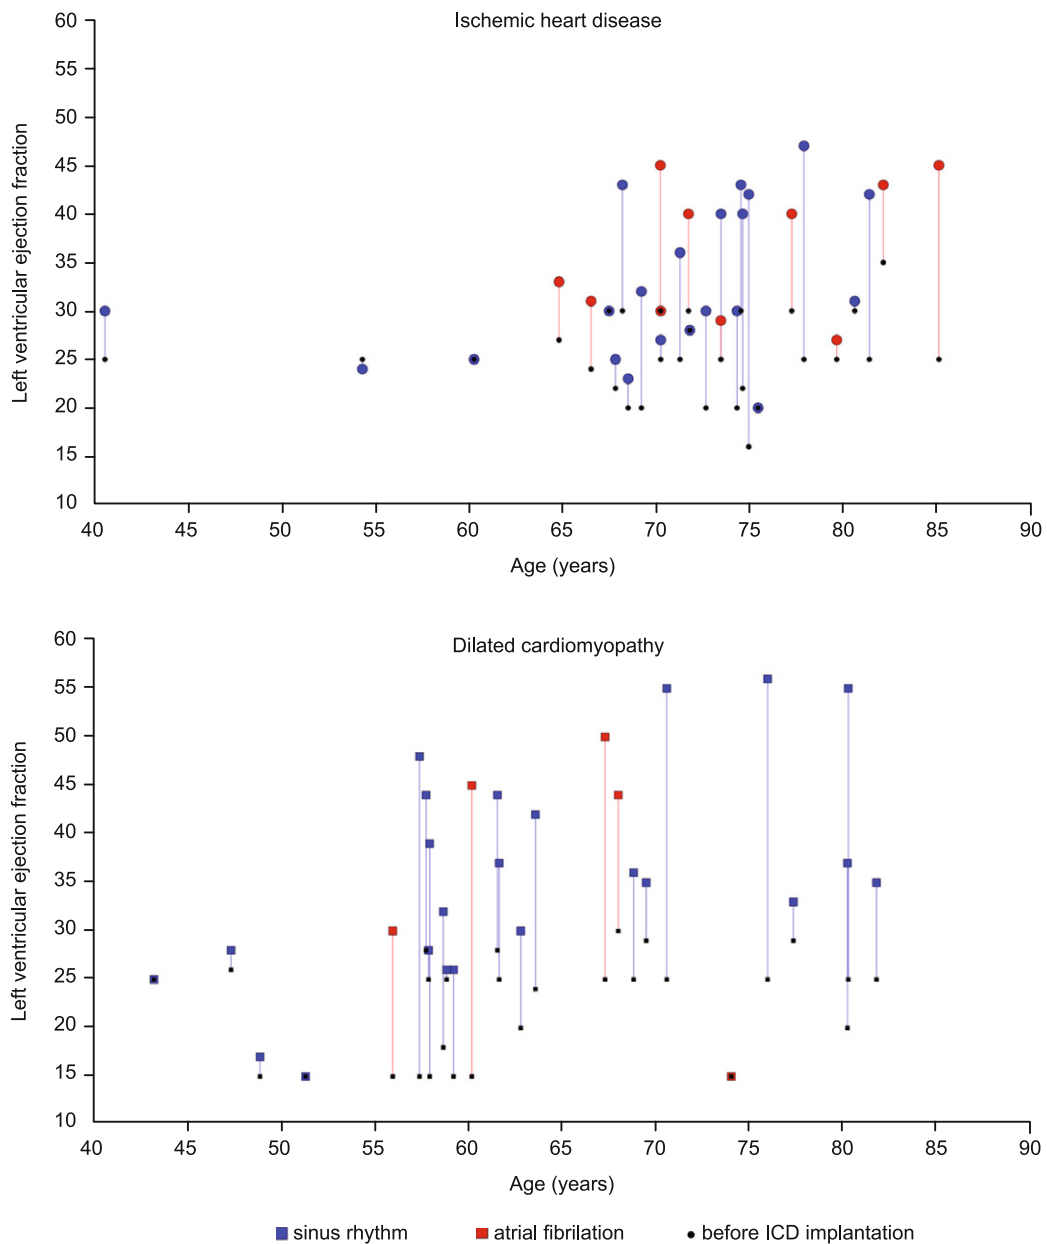 Ischemic heart disease
60
55
50
45
40
35
30
25
20
15
10
Left ventricular ejection fraction
40 45 50 55 60 65 70 75 80 85 90
Age (years)
Dilated cardiomyopathy
60
55
50
45
40
35
30
25
20
15
10
Left ventricular ejection fraction
40 45 50 55 60 65 70 75 80 85 90
Age (years)
sinus rhythm atrial fibrilation before ICD implantation